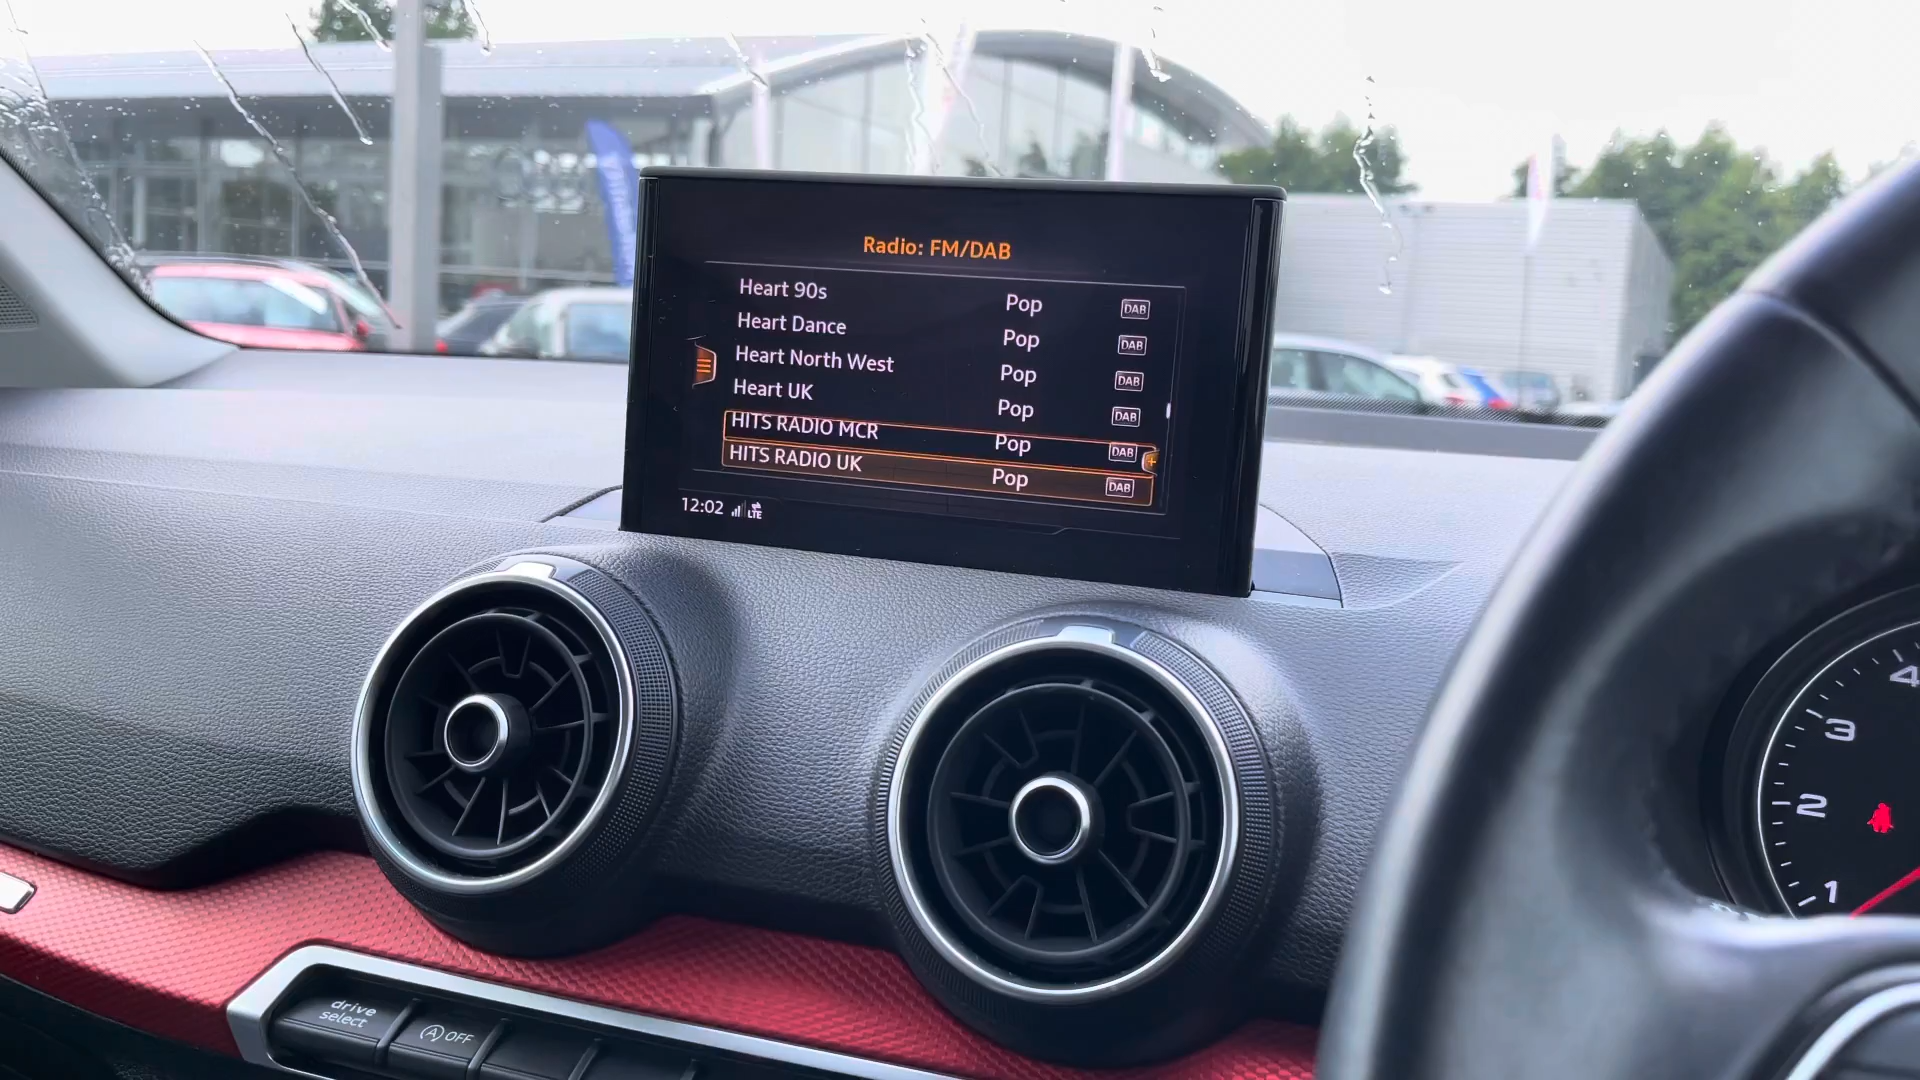 Radio: FM/DAB
Heart 90s Pop DAB
Heart Dance Pop DAB
Heart North West Pop DAB
Heart UK Pop DAB
HITS RADIO MCR Pop DAB
HITS RADIO UK Pop DAB
12:02 LTE
4
3
2
1
drive
select
A OFF